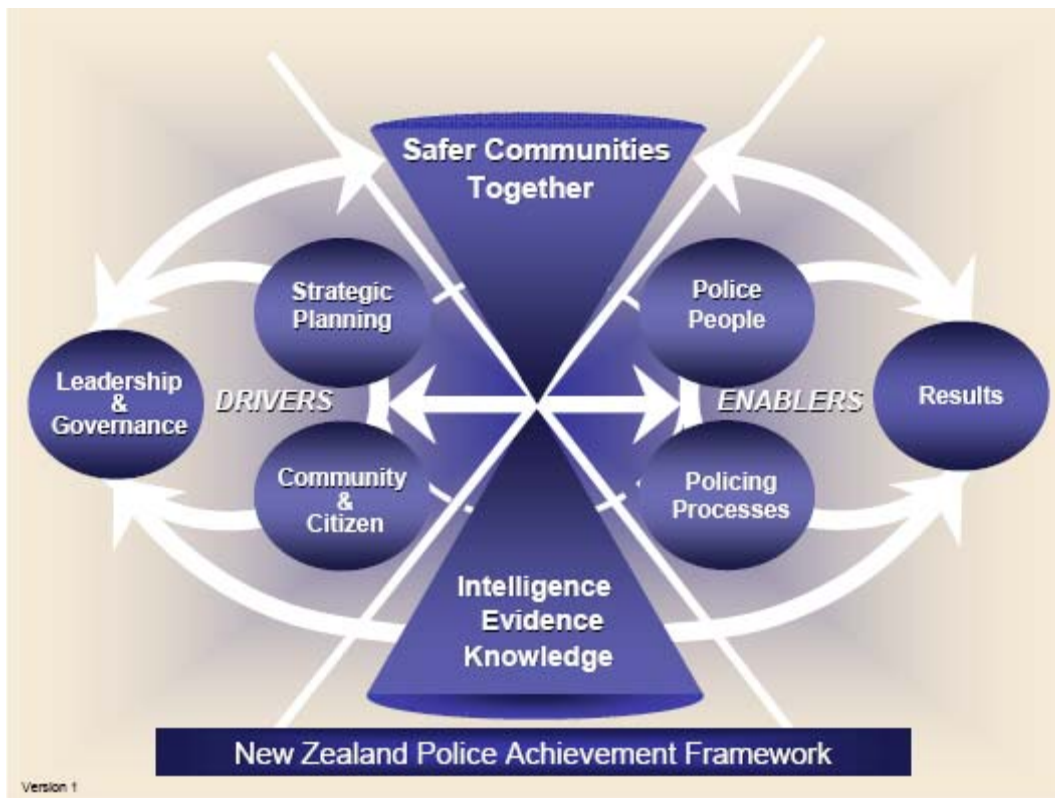 Safer Communities
Together
Strategic
Planning
Police
People
Leadership
&
Governance
DRIVERS
ENABLERS
Results
Community
&
Citizen
Policing
Processes
Intelligence
Evidence
Knowledge
New Zealand Police Achievement Framework
Version 1